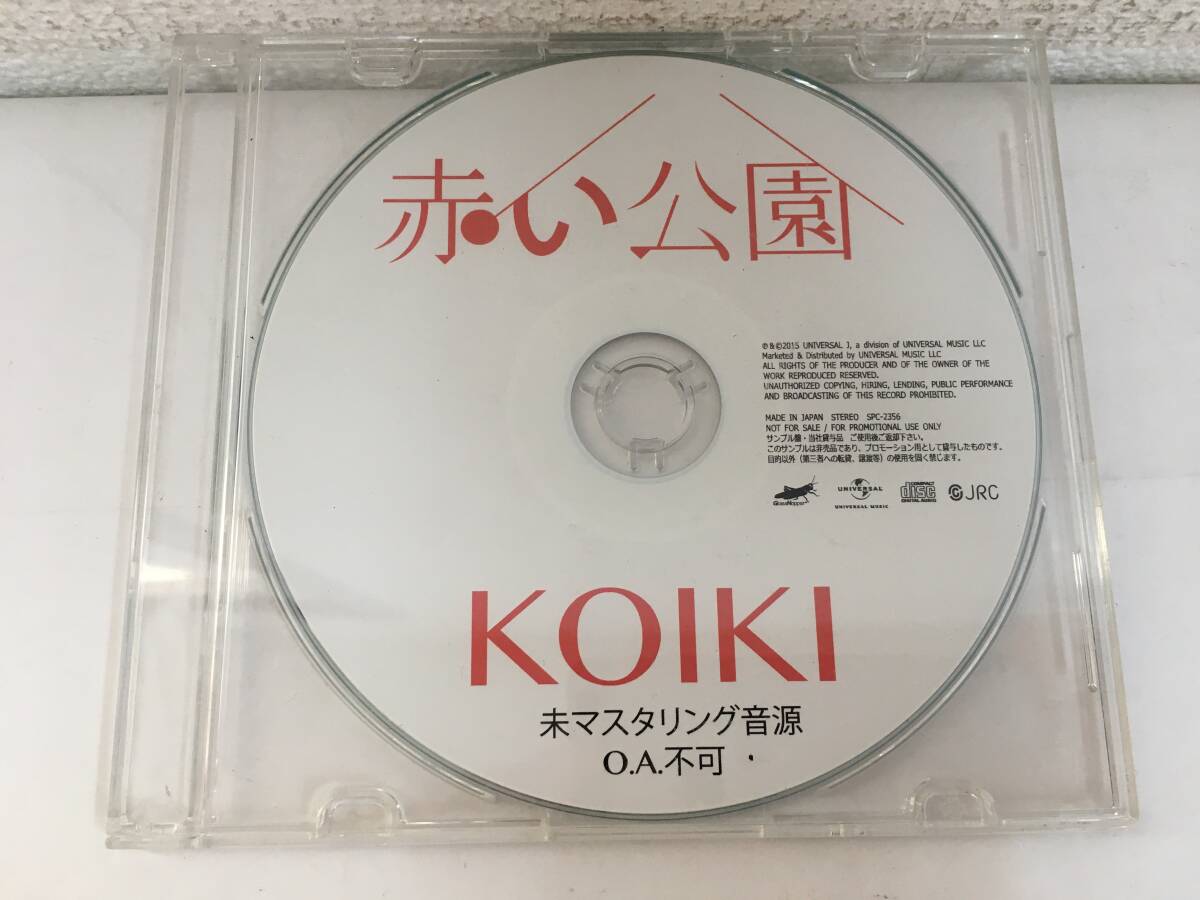 赤い公園
℗&©2015 UNIVERSAL J, a division of UNIVERSAL MUSIC LLC
Marketed & Distributed by UNIVERSAL MUSIC LLC
ALL RIGHTS OF THE PRODUCER AND OF THE OWNER OF THE
WORK REPRODUCED RESERVED.
UNAUTHORIZED COPYING, HIRING, LENDING, PUBLIC PERFORMANCE
AND BROADCASTING OF THIS RECORD PROHIBITED.
MADE IN JAPAN STEREO SPC-2356
NOT FOR SALE / FOR PROMOTIONAL USE ONLY
サンプル盤・当社貸与品 ご使用後ご返却下さい。
このサンプルは非売品であり、プロモーション用として貸与したものです。
目的以外（第三者への転貸、譲渡等）の使用を固く禁じます。
GrassHopper
UNIVERSAL
UNIVERSAL MUSIC
COMPACT
disc
DIGITAL AUDIO
JRC
KOIKI
未マスタリング音源
O.A.不可